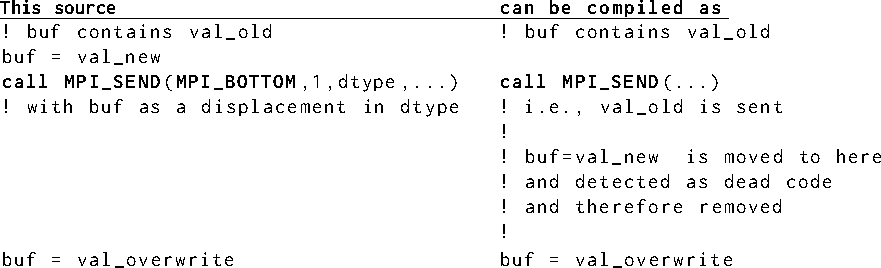 This source can be compiled as
! buf contains val_old ! buf contains val_old
buf = val_new
call MPI_SEND(MPI_BOTTOM,1,dtype,...) call MPI_SEND(...)
! with buf as a displacement in dtype ! i.e., val_old is sent
!
! buf=val_new is moved to here
! and detected as dead code
! and therefore removed
!
buf = val_overwrite buf = val_overwrite